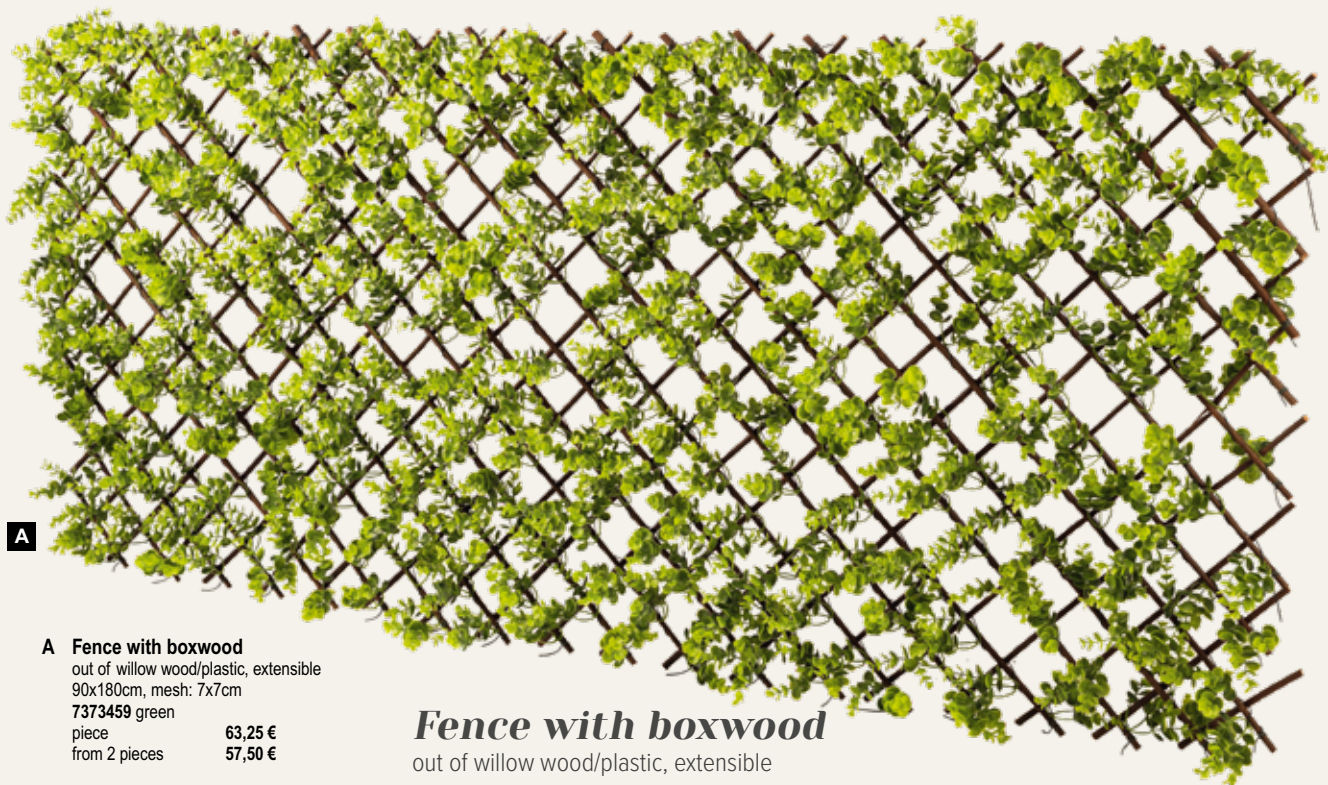 A
A Fence with boxwood
out of willow wood/plastic, extensible
90x180cm, mesh: 7x7cm
7373459 green
piece 63,25 €
from 2 pieces 57,50 €
Fence with boxwood
out of willow wood/plastic, extensible